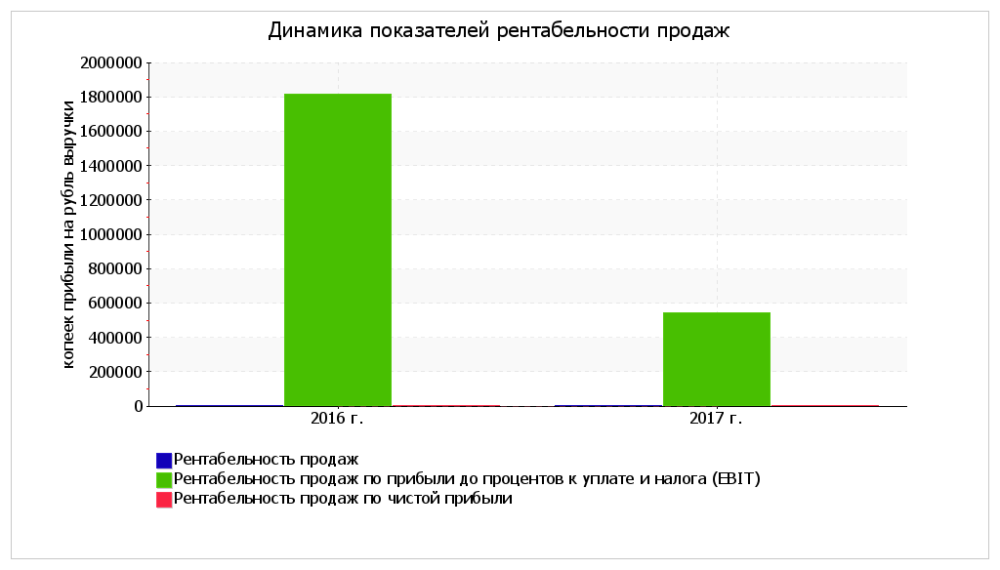 Динамика показателей рентабельности продаж
копеек прибыли на рубль выручки
2000000
1800000
1600000
1400000
1200000
1000000
800000
600000
400000
200000
0
2016 г.
2017 г.
Рентабельность продаж
Рентабельность продаж по прибыли до процентов к уплате и налога (EBIT)
Рентабельность продаж по чистой прибыли